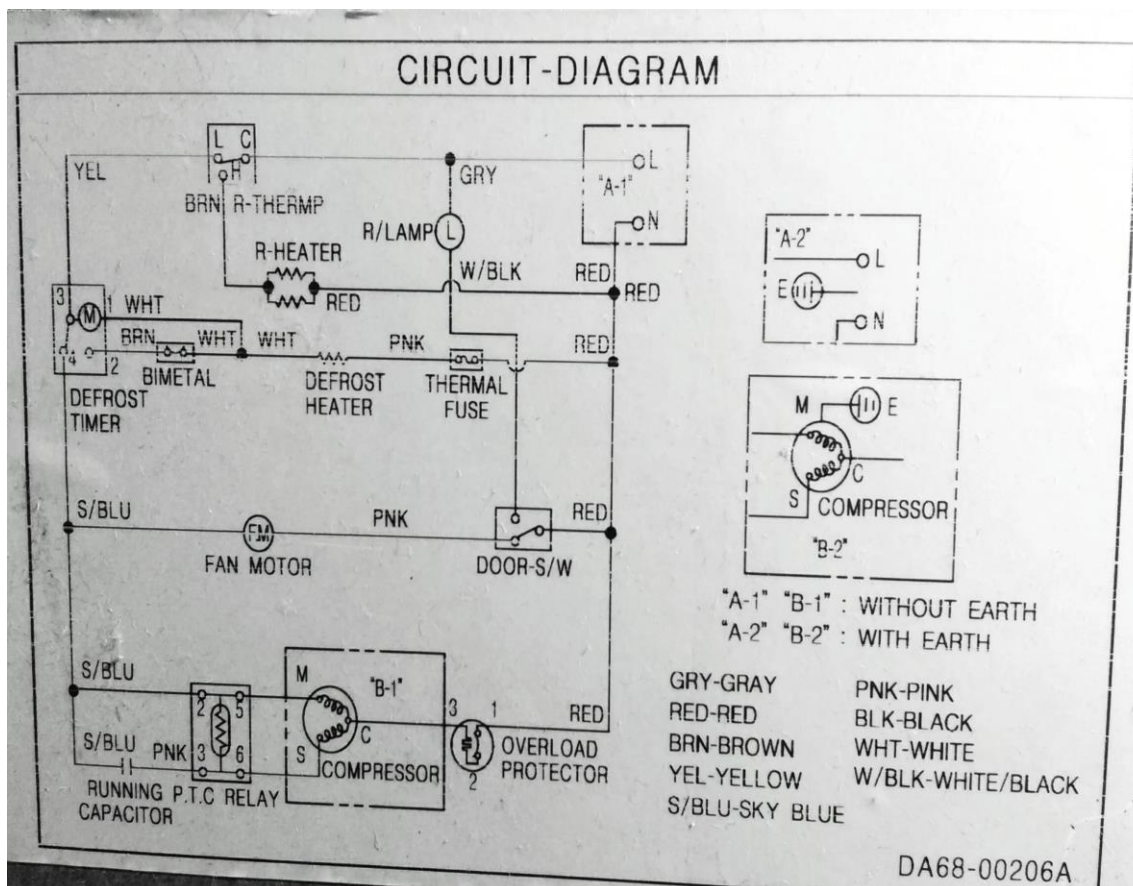 CIRCUIT-DIAGRAM
L C
H
YEL
GRY
L
"A-1"
N
BRN R-THERMP
R/LAMP L
W/BLK
RED
R-HEATER
RED
RED
"A-2"
L
E
N
3 M 1 WHT
BRN WHT WHT
PNK
RED
4 2
BIMETAL
DEFROST
HEATER
THERMAL
FUSE
DEFROST
TIMER
M E
C
S COMPRESSOR
"B-2"
S/BLU
FM
PNK
RED
FAN MOTOR
DOOR-S/W
"A-1" "B-1" : WITHOUT EARTH
"A-2" "B-2" : WITH EARTH
S/BLU
2 5
M "B-1"
C
3 1
RED
S/BLU PNK 3 6
S COMPRESSOR
2
OVERLOAD
PROTECTOR
RUNNING P.T.C RELAY
CAPACITOR
GRY-GRAY PNK-PINK
RED-RED BLK-BLACK
BRN-BROWN WHT-WHITE
YEL-YELLOW W/BLK-WHITE/BLACK
S/BLU-SKY BLUE
DA68-00206A